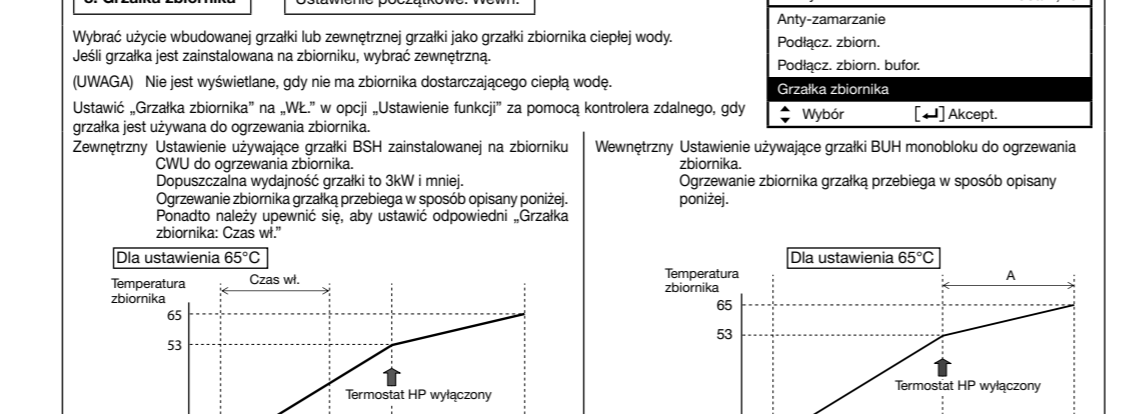 Ustawienie początkowe: Wewn.
Wybrać użycie wbudowanej grzałki lub zewnętrznej grzałki jako grzałki zbiornika ciepłej wody.
Jeśli grzałka jest zainstalowana na zbiorniku, wybrać zewnętrzną.
(UWAGA) Nie jest wyświetlane, gdy nie ma zbiornika dostarczającego ciepłą wodę.
Ustawić „Grzałka zbiornika” na „WŁ.” w opcji „Ustawienie funkcji” za pomocą kontrolera zdalnego, gdy
grzałka jest używana do ogrzewania zbiornika.
Anty-zamarzanie
Podłącz. zbiorn.
Podłącz. zbiorn. bufor.
Grzałka zbiornika
Wybór [↵] Akcept.
Zewnętrzny Ustawienie używające grzałki BSH zainstalowanej na zbiorniku
CWU do ogrzewania zbiornika.
Dopuszczalna wydajność grzałki to 3kW i mniej.
Ogrzewanie zbiornika grzałką przebiega w sposób opisany poniżej.
Ponadto należy upewnić się, aby ustawić odpowiedni „Grzałka
zbiornika: Czas wł.”
Dla ustawienia 65°C
Temperatura
zbiornika
Czas wł.
65
53
Termostat HP wyłączony
Wewnętrzny Ustawienie używające grzałki BUH monobloku do ogrzewania
zbiornika.
Ogrzewanie zbiornika grzałką przebiega w sposób opisany
poniżej.
Dla ustawienia 65°C
Temperatura
zbiornika
A
65
53
Termostat HP wyłączony